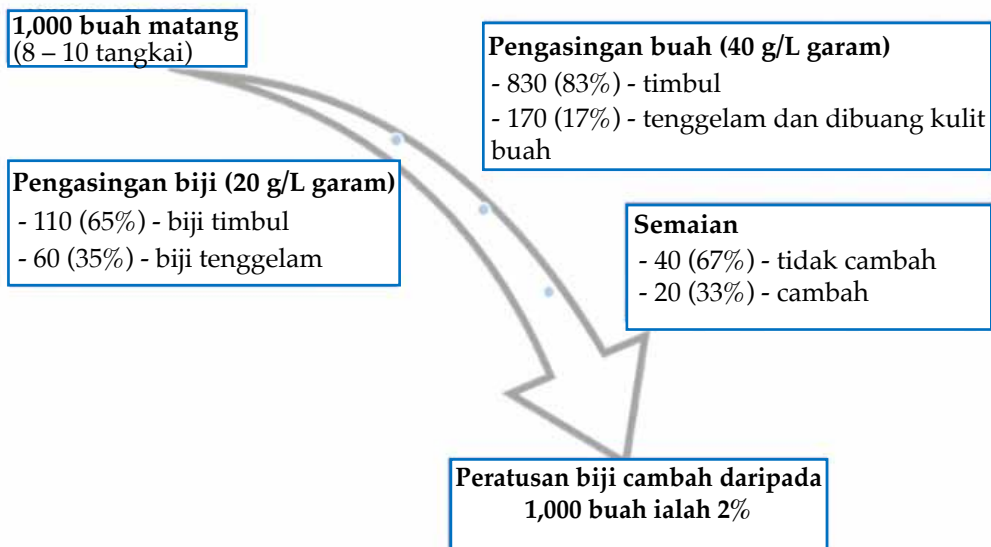 1,000 buah matang
(8 – 10 tangkai)
Pengasingan buah (40 g/L garam)
- 830 (83%) - timbul
- 170 (17%) - tenggelam dan dibuang kulit
buah
Pengasingan biji (20 g/L garam)
- 110 (65%) - biji timbul
- 60 (35%) - biji tenggelam
Semaian
- 40 (67%) - tidak cambah
- 20 (33%) - cambah
Peratusan biji cambah daripada
1,000 buah ialah 2%